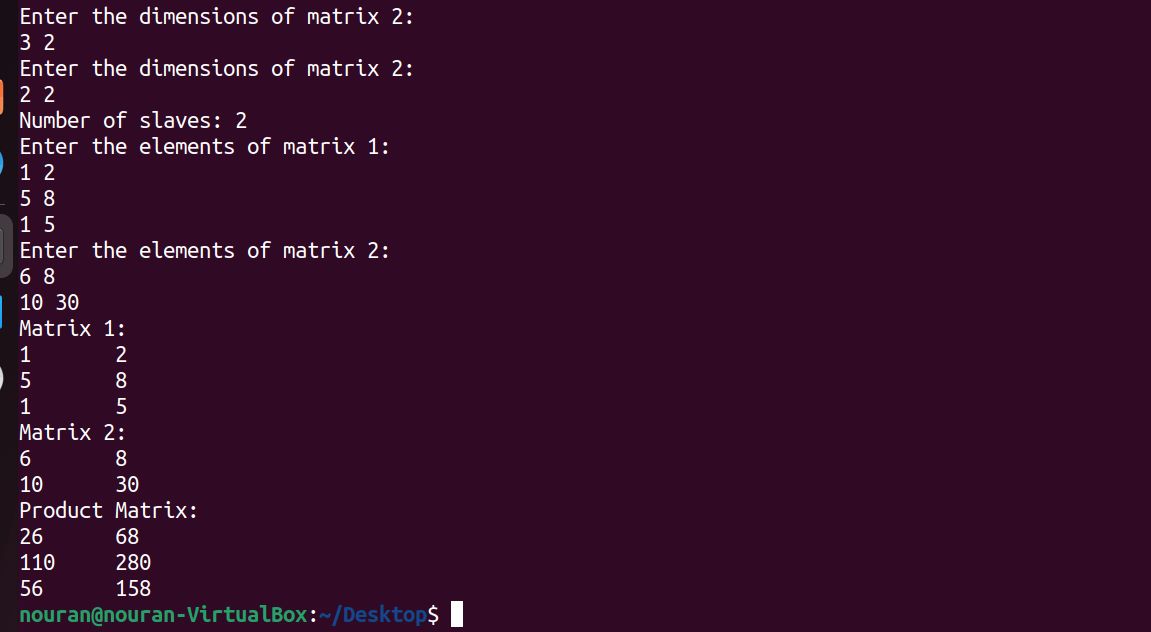 Enter the dimensions of matrix 2:
3 2
Enter the dimensions of matrix 2:
2 2
Number of slaves: 2
Enter the elements of matrix 1:
1 2
5 8
1 5
Enter the elements of matrix 2:
6 8
10 30
Matrix 1:
1 2
5 8
1 5
Matrix 2:
6 8
10 30
Product Matrix:
26 68
110 280
56 158
nouran@nouran-VirtualBox:~/Desktop$